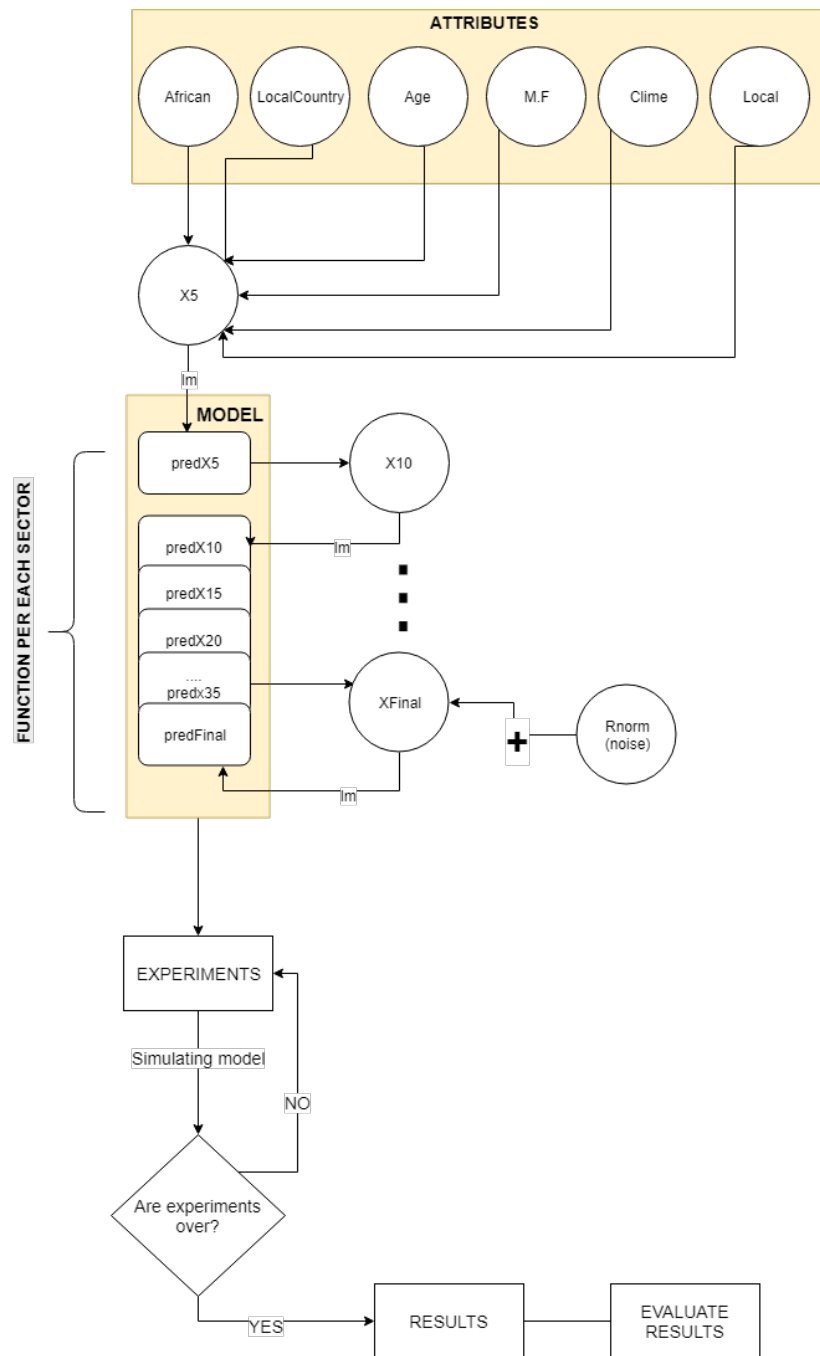 ATTRIBUTES
African
LocalCountry
Age
M.F
Clime
Local
X5
lm
MODEL
predX5
X10
FUNCTION PER EACH SECTOR
predX10
lm
predX15
predX20
....
predx35
XFinal
Rnorm
(noise)
+
predFinal
lm
EXPERIMENTS
Simulating model
NO
Are experiments
over?
YES
RESULTS
EVALUATE
RESULTS